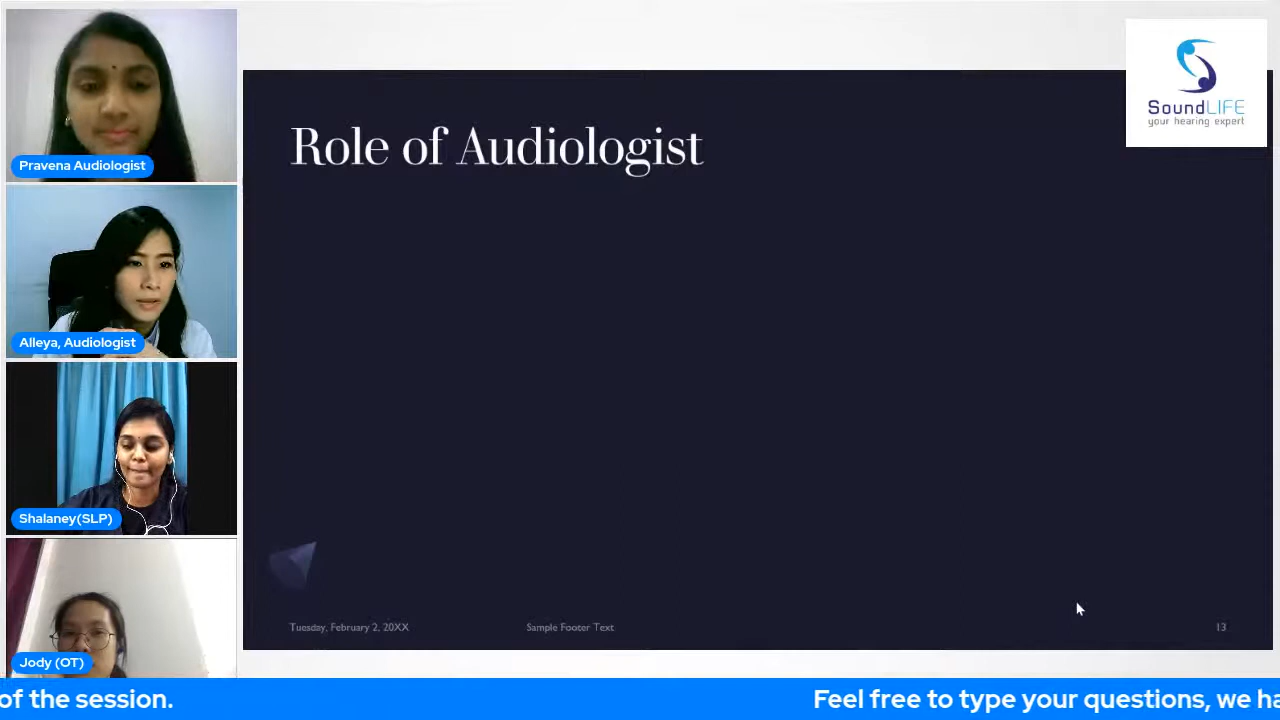 Pravena Audiologist
Alleya, Audiologist
Shalaney(SLP)
Jody (OT)
Role of Audiologist
SoundLIFE
your hearing expert
Tuesday, February 2, 20XX
Sample Footer Text
13
of the session.
Feel free to type your questions, we ha